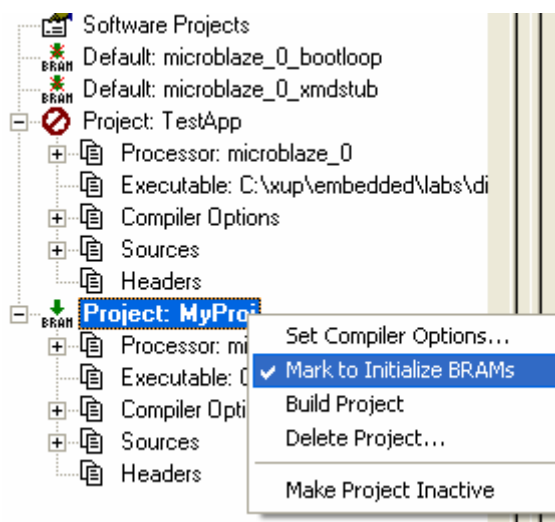 Software Projects
BRAM Default: microblaze_0_bootloop
BRAM Default: microblaze_0_xmdstub
Project: TestApp
Processor: microblaze_0
Executable: C:\xup\embedded\labs\di
Compiler Options
Sources
Headers
BRAM Project: MyProj
Processor: mi
Executable:
Compiler Opti
Sources
Headers
Set Compiler Options...
Mark to Initialize BRAMs
Build Project
Delete Project...
Make Project Inactive